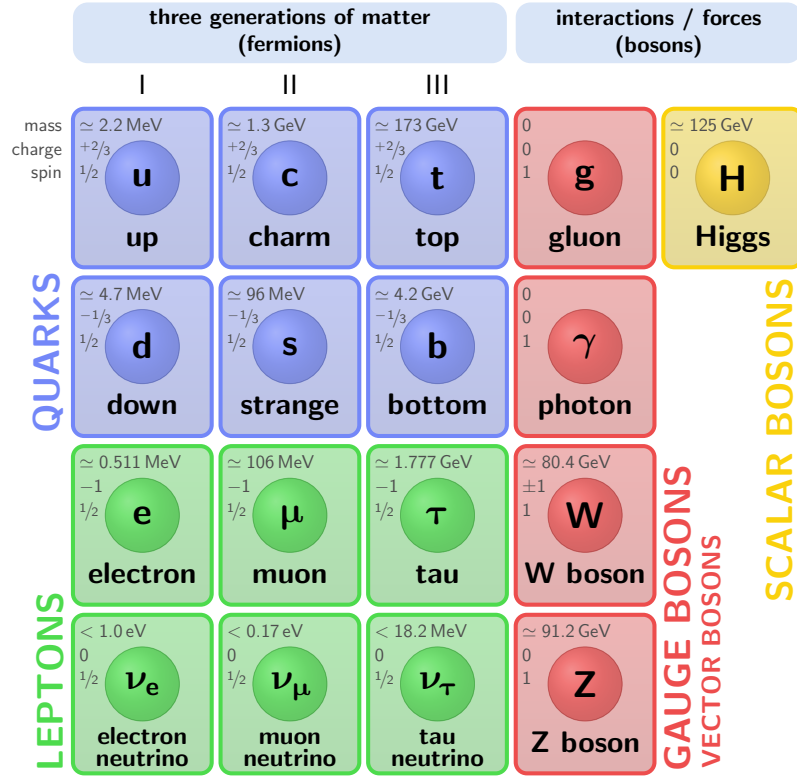 three generations of matter
(fermions)
interactions / forces
(bosons)
I
II
III
mass
charge
spin
≃ 2.2 MeV
+2/3
1/2
u
up
≃ 1.3 GeV
+2/3
1/2
c
charm
≃ 173 GeV
+2/3
1/2
t
top
0
0
1
g
gluon
≃ 125 GeV
0
0
H
Higgs
QUARKS
≃ 4.7 MeV
−1/3
1/2
d
down
≃ 96 MeV
−1/3
1/2
s
strange
≃ 4.2 GeV
−1/3
1/2
b
bottom
0
0
1
γ
photon
SCALAR BOSONS
LEPTONS
≃ 0.511 MeV
−1
1/2
e
electron
≃ 106 MeV
−1
1/2
μ
muon
≃ 1.777 GeV
−1
1/2
τ
tau
≃ 80.4 GeV
±1
1
W
W boson
GAUGE BOSONS
VECTOR BOSONS
< 1.0 eV
0
1/2
νe
electron
neutrino
< 0.17 eV
0
1/2
νμ
muon
neutrino
< 18.2 MeV
0
1/2
ντ
tau
neutrino
≃ 91.2 GeV
0
1
Z
Z boson